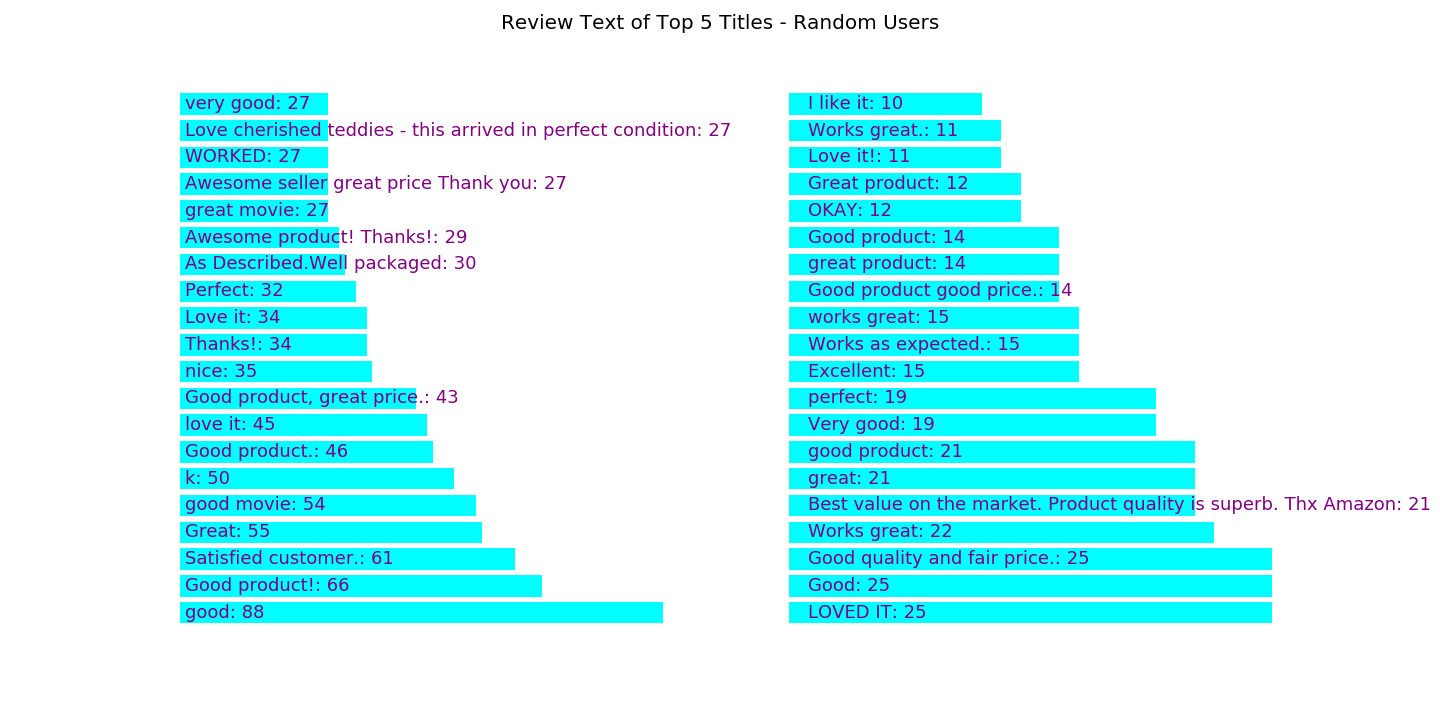 Review Text of Top 5 Titles - Random Users
very good: 27
Love cherished teddies - this arrived in perfect condition: 27
WORKED: 27
Awesome seller great price Thank you: 27
great movie: 27
Awesome product! Thanks!: 29
As Described.Well packaged: 30
Perfect: 32
Love it: 34
Thanks!: 34
nice: 35
Good product, great price.: 43
love it: 45
Good product.: 46
k: 50
good movie: 54
Great: 55
Satisfied customer.: 61
Good product!: 66
good: 88
I like it: 10
Works great.: 11
Love it!: 11
Great product: 12
OKAY: 12
Good product: 14
great product: 14
Good product good price.: 14
works great: 15
Works as expected.: 15
Excellent: 15
perfect: 19
Very good: 19
good product: 21
great: 21
Best value on the market. Product quality is superb. Thx Amazon: 21
Works great: 22
Good quality and fair price.: 25
Good: 25
LOVED IT: 25